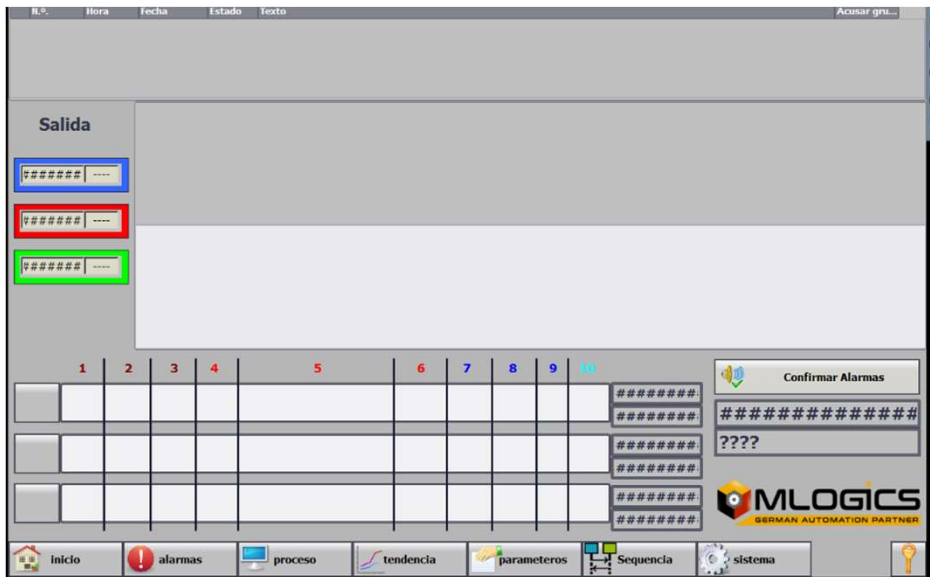 N.º. Hora Fecha Estado Texto Acusar gru...
Salida
####### ----
####### ----
####### ----
1 2 3 4 5 6 7 8 9 10
Confirmar Alarmas
########
########
##############
????
########
########
########
########
MLOGICS
GERMAN AUTOMATION PARTNER
inicio alarmas proceso tendencia parameteros Sequencia sistema